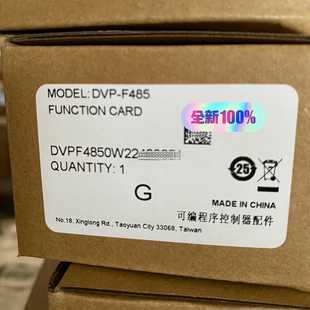 MODEL: DVP-F485
FUNCTION CARD
全新100%
QUANTITY: 1
25
G
MADE IN CHINA
可编程序控制器配件
No.18, Xinglong Rd., Taoyuan City 33068, Taiwan